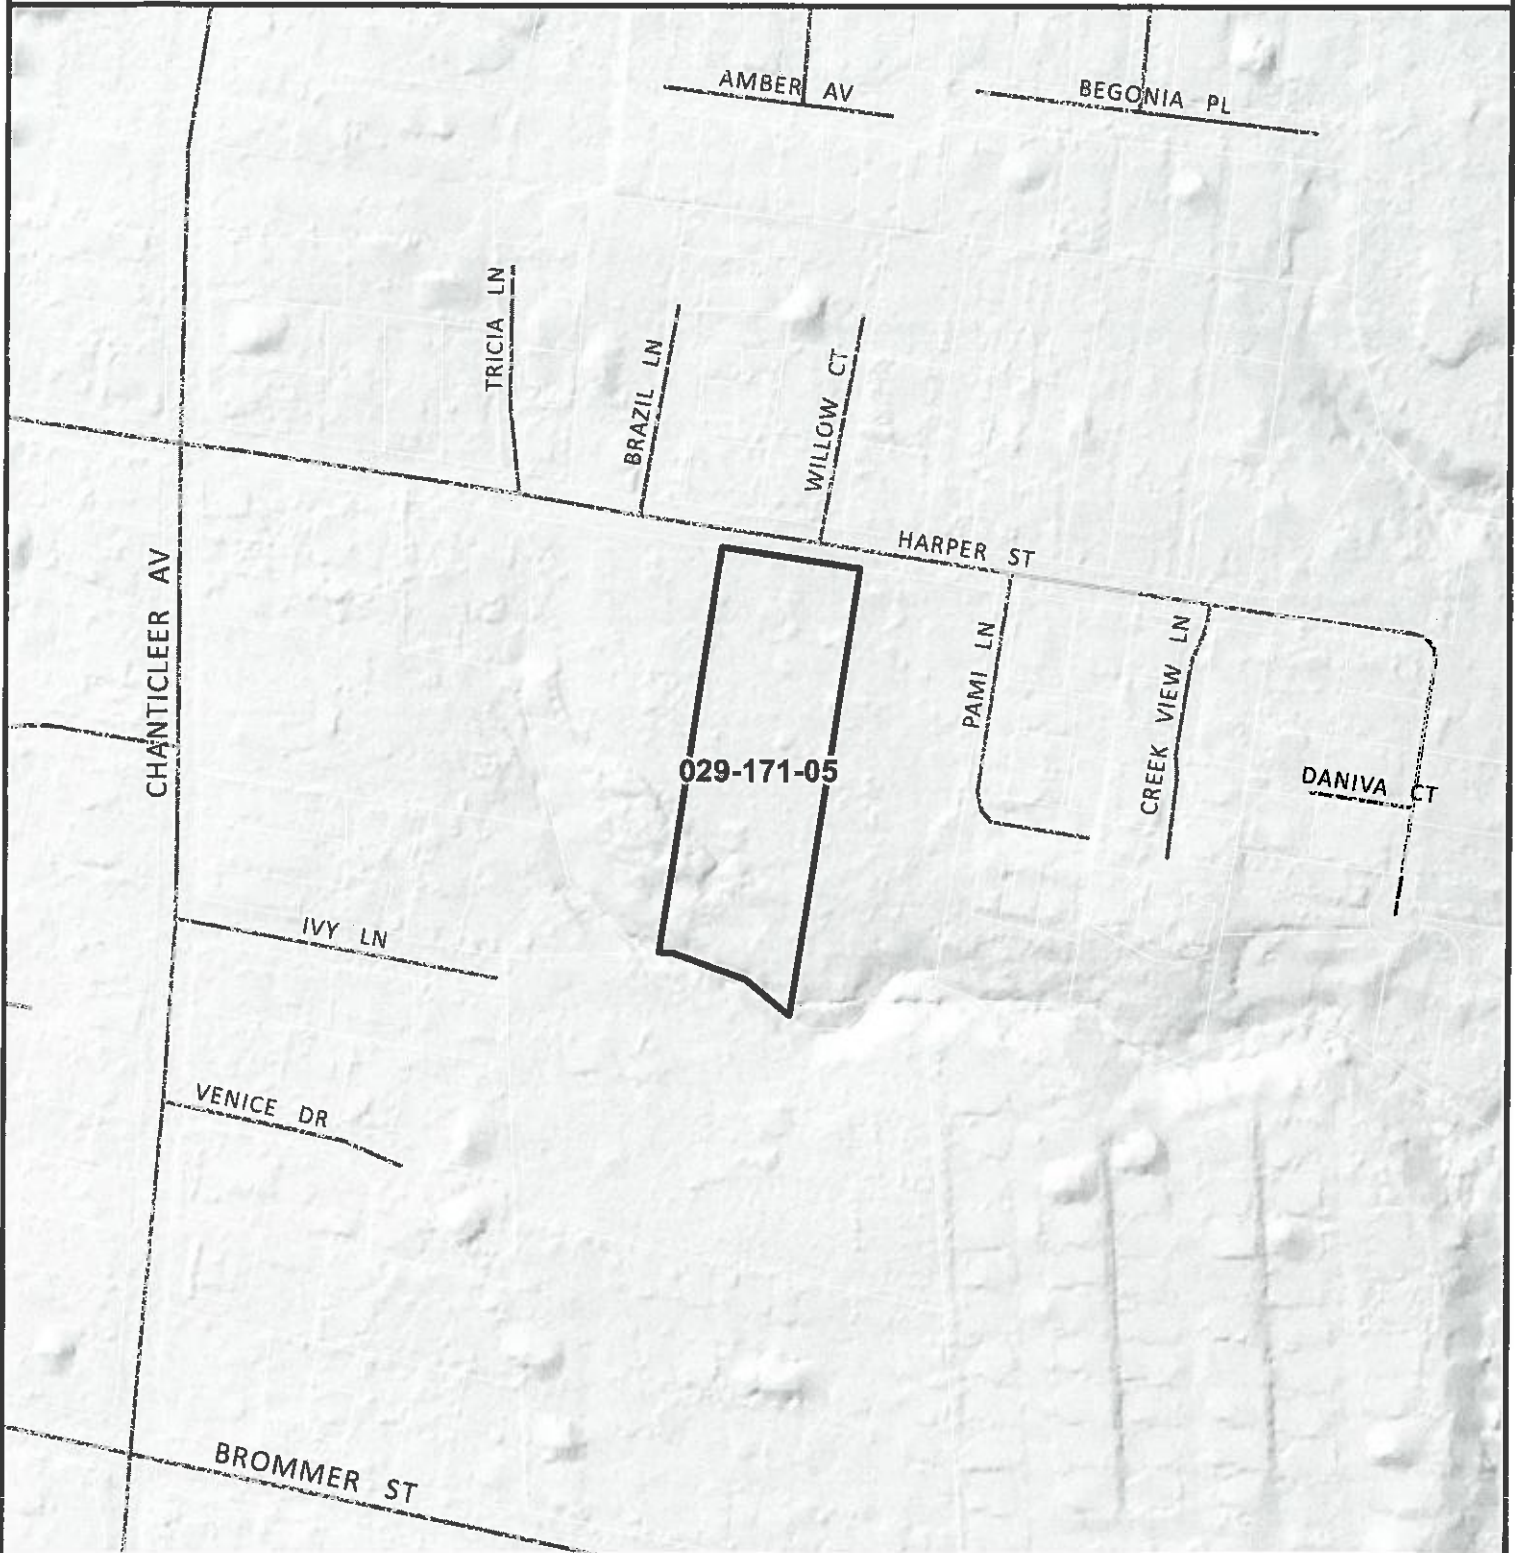 AMBER AV
BEGONIA PL
TRICIA LN
BRAZIL LN
WILLOW CT
HARPER ST
CHANTICLEER AV
PAMI LN
CREEK VIEW LN
029-171-05
DANIVA CT
IVY LN
VENICE DR
BROMMER ST